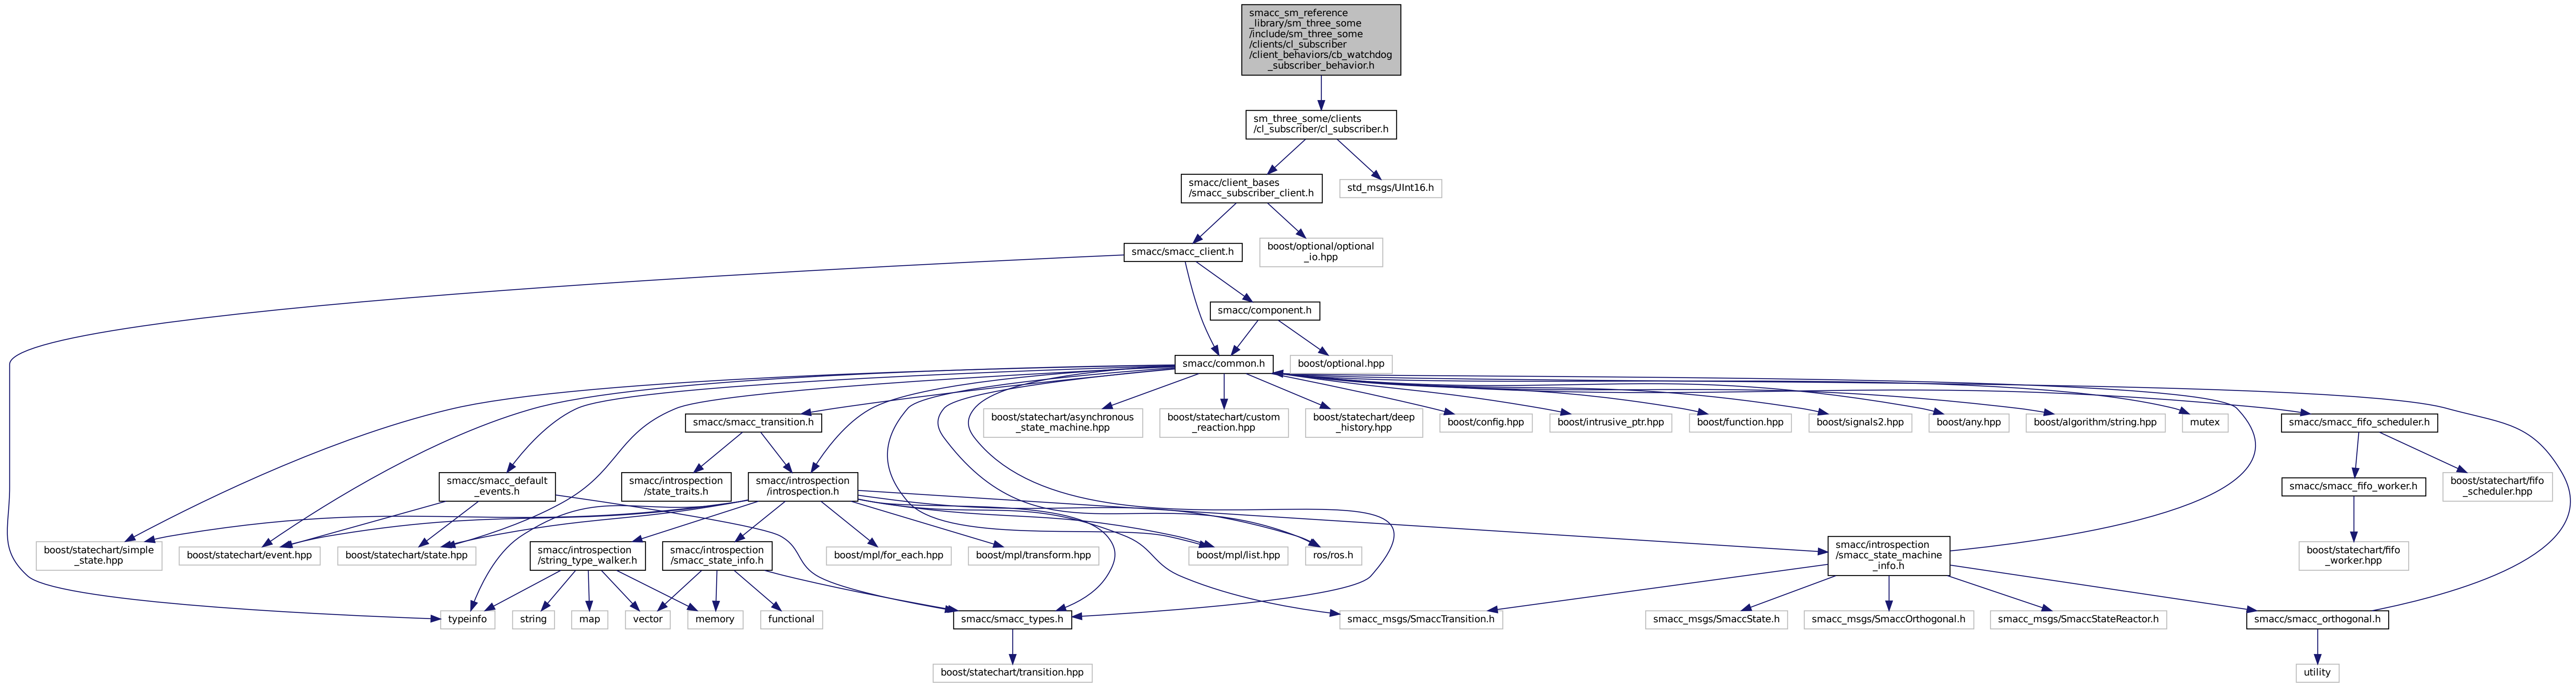 smacc_sm_reference
_library/sm_three_some
/include/sm_three_some
/clients/cl_subscriber
/client_behaviors/cb_watchdog
_subscriber_behavior.h
sm_three_some/clients
/cl_subscriber/cl_subscriber.h
smacc/client_bases
/smacc_subscriber_client.h
std_msgs/UInt16.h
smacc/smacc_client.h
boost/optional/optional
_io.hpp
smacc/component.h
smacc/common.h
boost/optional.hpp
smacc/smacc_transition.h
boost/statechart/asynchronous
_state_machine.hpp
boost/statechart/custom
_reaction.hpp
boost/statechart/deep
_history.hpp
boost/config.hpp
boost/intrusive_ptr.hpp
boost/function.hpp
boost/signals2.hpp
boost/any.hpp
boost/algorithm/string.hpp
mutex
smacc/smacc_fifo_scheduler.h
smacc/smacc_default
_events.h
smacc/introspection
/state_traits.h
smacc/introspection
/introspection.h
smacc/smacc_fifo_worker.h
boost/statechart/fifo
_scheduler.hpp
boost/statechart/simple
_state.hpp
boost/statechart/event.hpp
boost/statechart/state.hpp
smacc/introspection
/string_type_walker.h
smacc/introspection
/smacc_state_info.h
boost/mpl/for_each.hpp
boost/mpl/transform.hpp
boost/mpl/list.hpp
ros/ros.h
smacc/introspection
/smacc_state_machine
_info.h
boost/statechart/fifo
_worker.hpp
typeinfo
string
map
vector
memory
functional
smacc/smacc_types.h
smacc_msgs/SmaccTransition.h
smacc_msgs/SmaccState.h
smacc_msgs/SmaccOrthogonal.h
smacc_msgs/SmaccStateReactor.h
smacc/smacc_orthogonal.h
boost/statechart/transition.hpp
utility